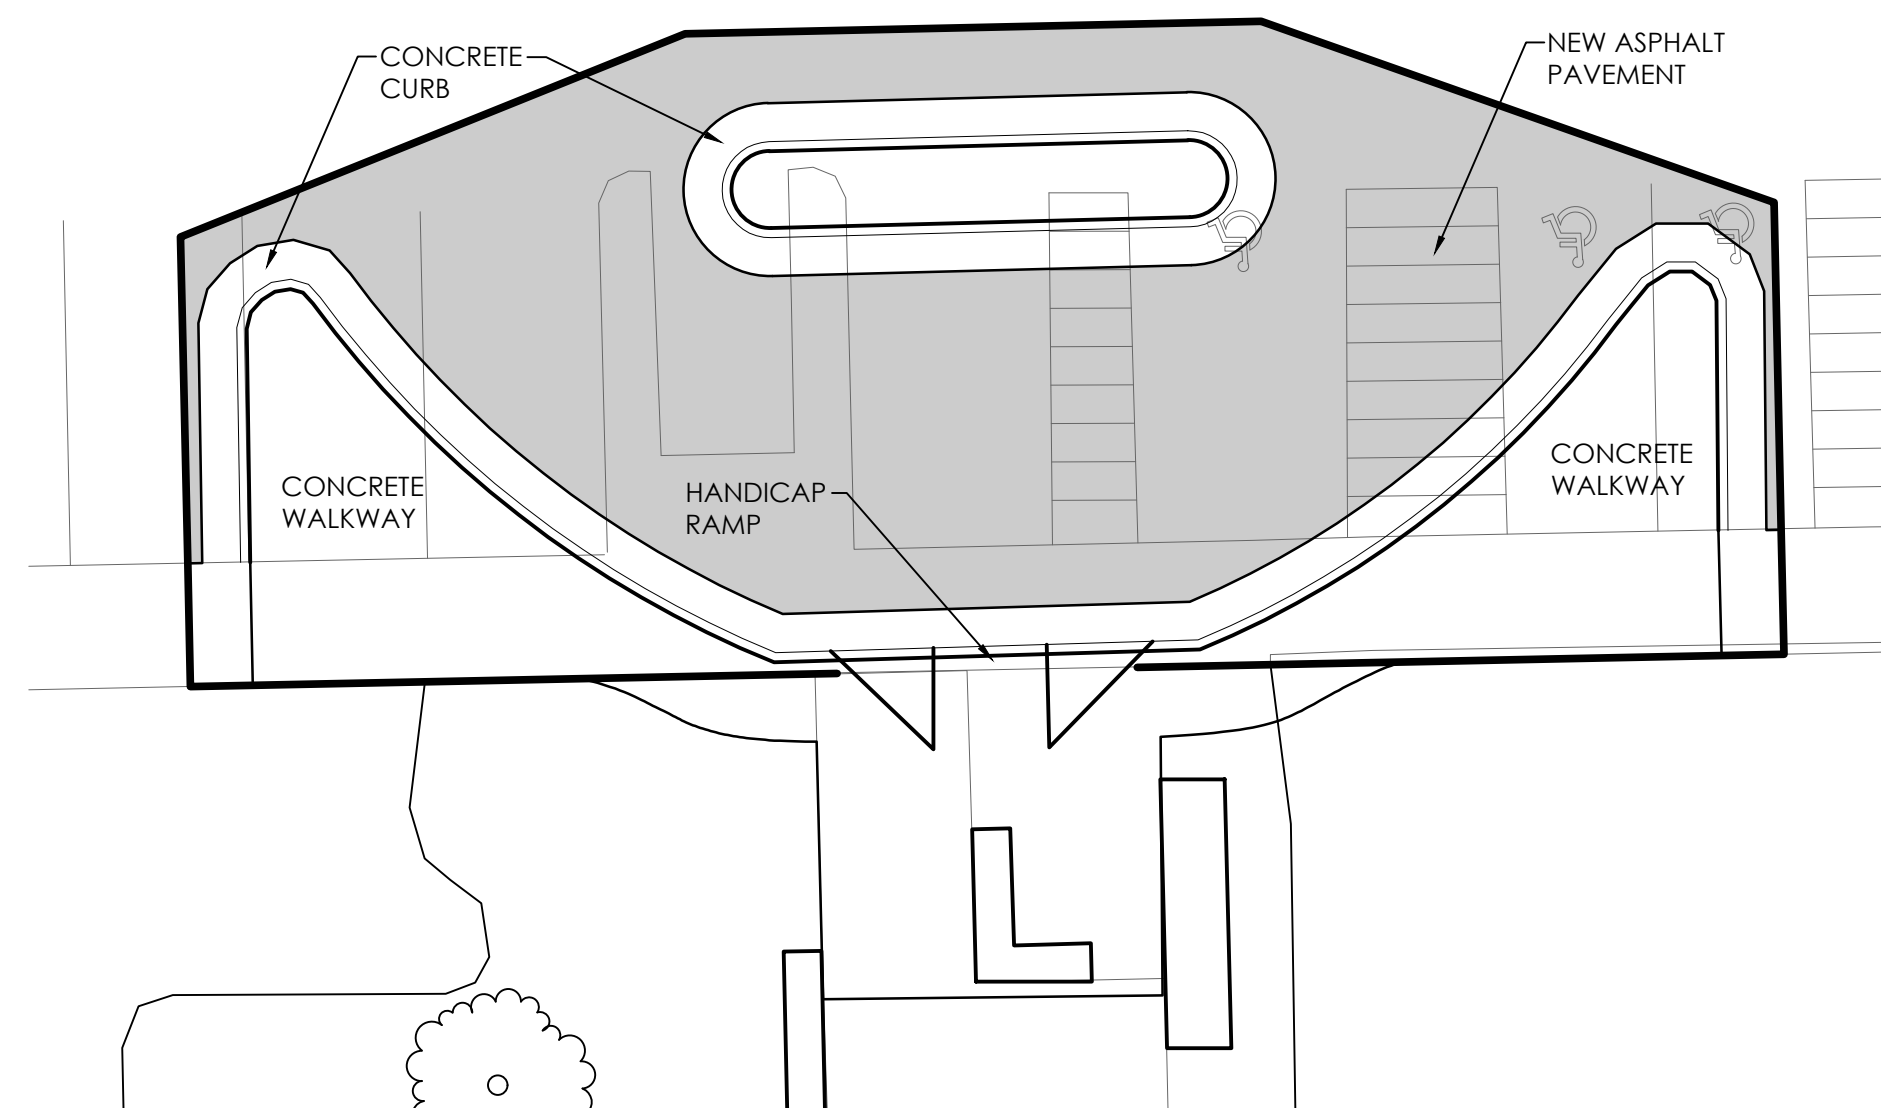 CONCRETE
CURB
NEW ASPHALT
PAVEMENT
CONCRETE
WALKWAY
HANDICAP
RAMP
CONCRETE
WALKWAY